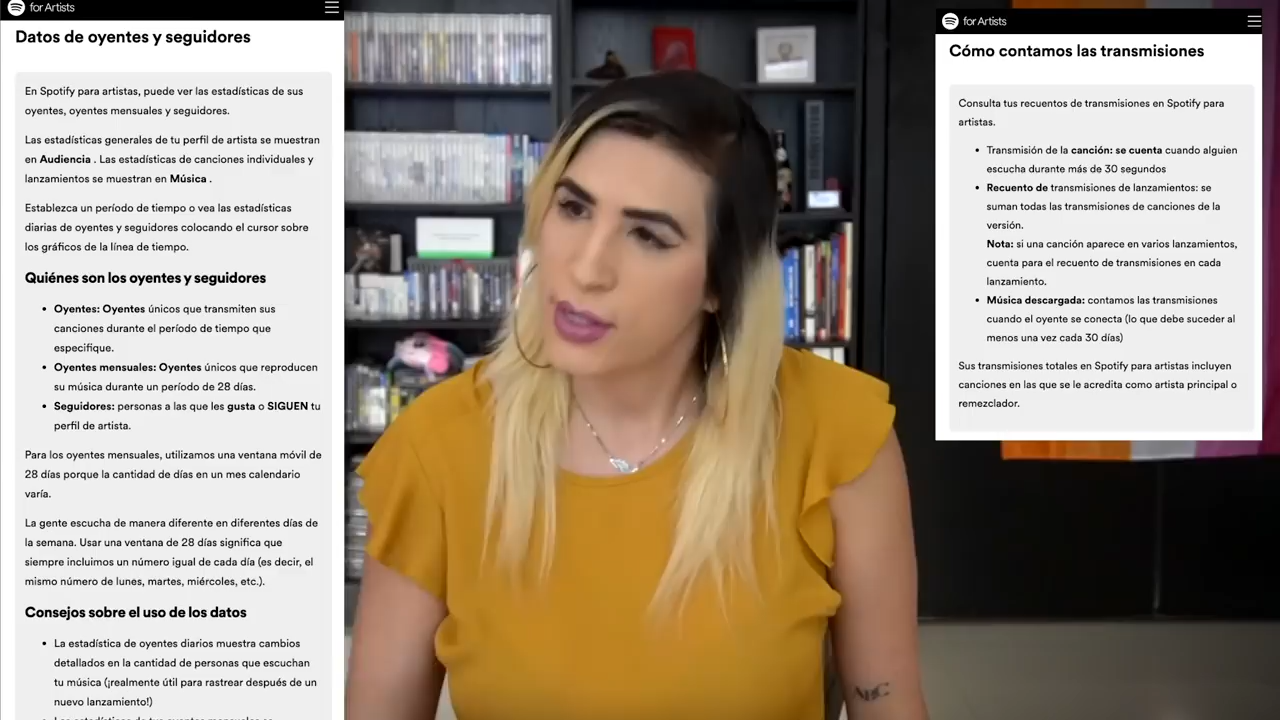 for Artists
Datos de oyentes y seguidores
En Spotify para artistas, puede ver las estadísticas de sus
oyentes, oyentes mensuales y seguidores.
Las estadísticas generales de tu perfil de artista se muestran
en Audiencia . Las estadísticas de canciones individuales y
lanzamientos se muestran en Música .
Establezca un período de tiempo o vea las estadísticas
diarias de oyentes y seguidores colocando el cursor sobre
los gráficos de la línea de tiempo.
Quiénes son los oyentes y seguidores
• Oyentes: Oyentes únicos que transmiten sus
canciones durante el período de tiempo que
especifique.
• Oyentes mensuales: Oyentes únicos que reproducen
su música durante un período de 28 días.
• Seguidores: personas a las que les gusta o SIGUEN tu
perfil de artista.
Para los oyentes mensuales, utilizamos una ventana móvil de
28 días porque la cantidad de días en un mes calendario
varía.
La gente escucha de manera diferente en diferentes días de
la semana. Usar una ventana de 28 días significa que
siempre incluimos un número igual de cada día (es decir, el
mismo número de lunes, martes, miércoles, etc.).
Consejos sobre el uso de los datos
• La estadística de oyentes diarios muestra cambios
detallados en la cantidad de personas que escuchan
tu música (¡realmente útil para rastrear después de un
nuevo lanzamiento!)
for Artists
Cómo contamos las transmisiones
Consulta tus recuentos de transmisiones en Spotify para
artistas.
• Transmisión de la canción: se cuenta cuando alguien
escucha durante más de 30 segundos
• Recuento de transmisiones de lanzamientos: se
suman todas las transmisiones de canciones de la
versión.
Nota: si una canción aparece en varios lanzamientos,
cuenta para el recuento de transmisiones en cada
lanzamiento.
• Música descargada: contamos las transmisiones
cuando el oyente se conecta (lo que debe suceder al
menos una vez cada 30 días)
Sus transmisiones totales en Spotify para artistas incluyen
canciones en las que se le acredita como artista principal o
remezclador.
ABC